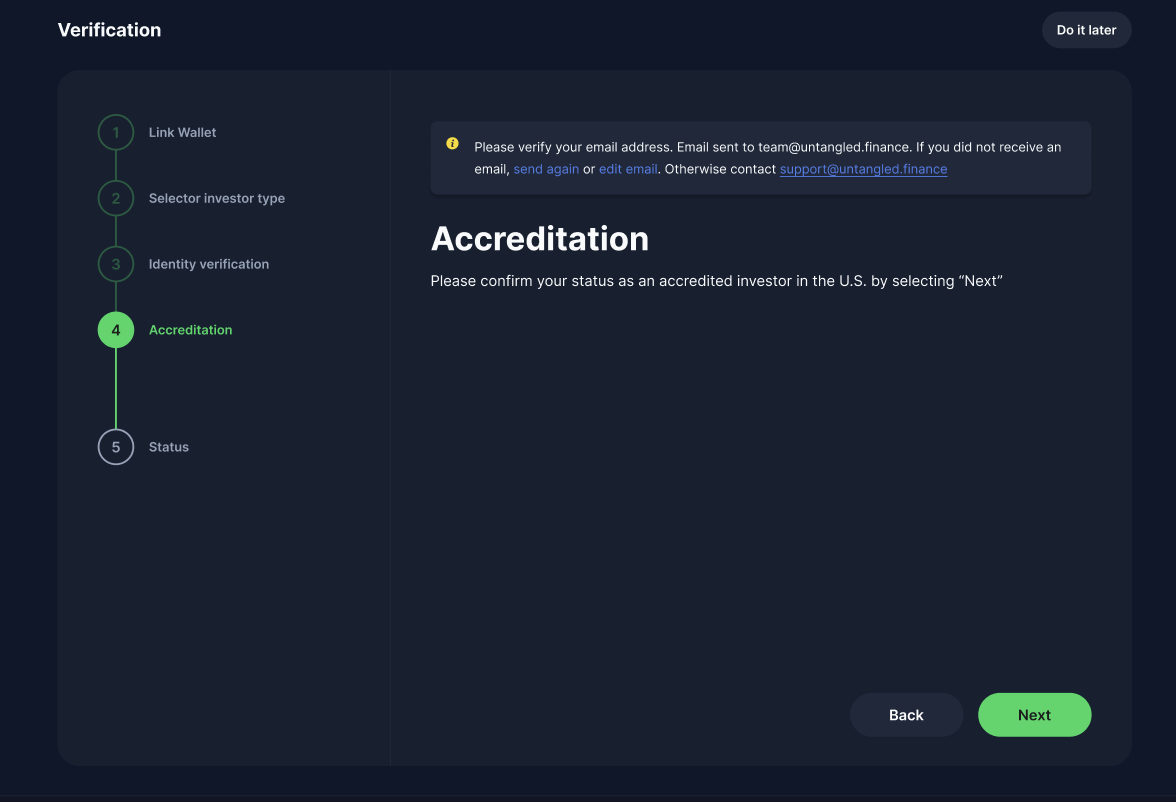 Verification
Do it later
1 Link Wallet
2 Selector investor type
3 Identity verification
4 Accreditation
5 Status
i Please verify your email address. Email sent to team@untangled.finance. If you did not receive an
email, send again or edit email. Otherwise contact support@untangled.finance
Accreditation
Please confirm your status as an accredited investor in the U.S. by selecting “Next”
Back
Next